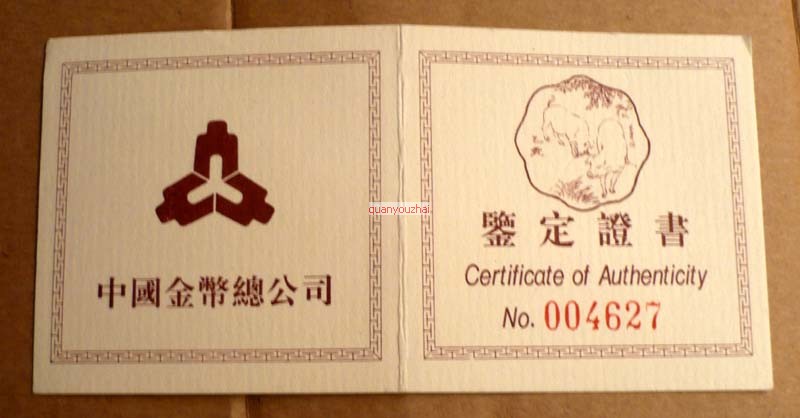 中國金幣總公司
鑒定證書
Certificate of Authenticity
No. 004627
quanyouzhai